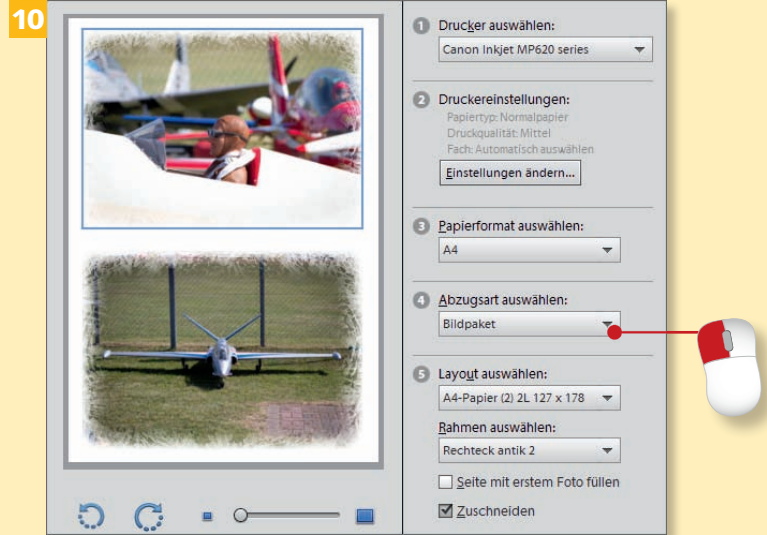 10
1 Drucker auswählen:
Canon Inkjet MP620 series
2 Druckereinstellungen:
Papiertyp: Normalpapier
Druckqualität: Mittel
Fach: Automatisch auswählen
Einstellungen ändern...
3 Papierformat auswählen:
A4
4 Abzugsart auswählen:
Bildpaket
5 Layout auswählen:
A4-Papier (2) 2L 127 x 178
Rahmen auswählen:
Rechteck antik 2
Seite mit erstem Foto füllen
Zuschneiden